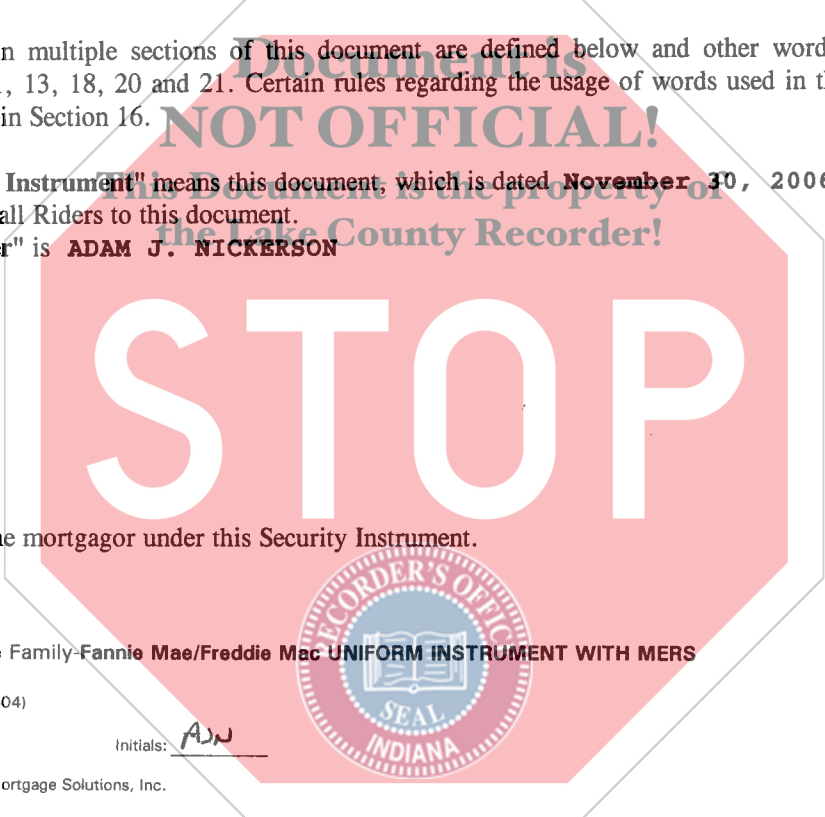 n multiple sections of this document are defined below and other word
, 13, 18, 20 and 21. Certain rules regarding the usage of words used in t
in Section 16.
Document is
NOT OFFICIAL!
This Document is the property of
the Lake County Recorder!
Instrument" means this document, which is dated November 30, 2006
all Riders to this document.
r" is ADAM J. NICKERSON
STOP
e mortgagor under this Security Instrument.
RECORDER'S OFFIC
SEAL
INDIANA
Family-Fannie Mae/Freddie Mac UNIFORM INSTRUMENT WITH MERS
04)
Initials: AJN
ortgage Solutions, Inc.